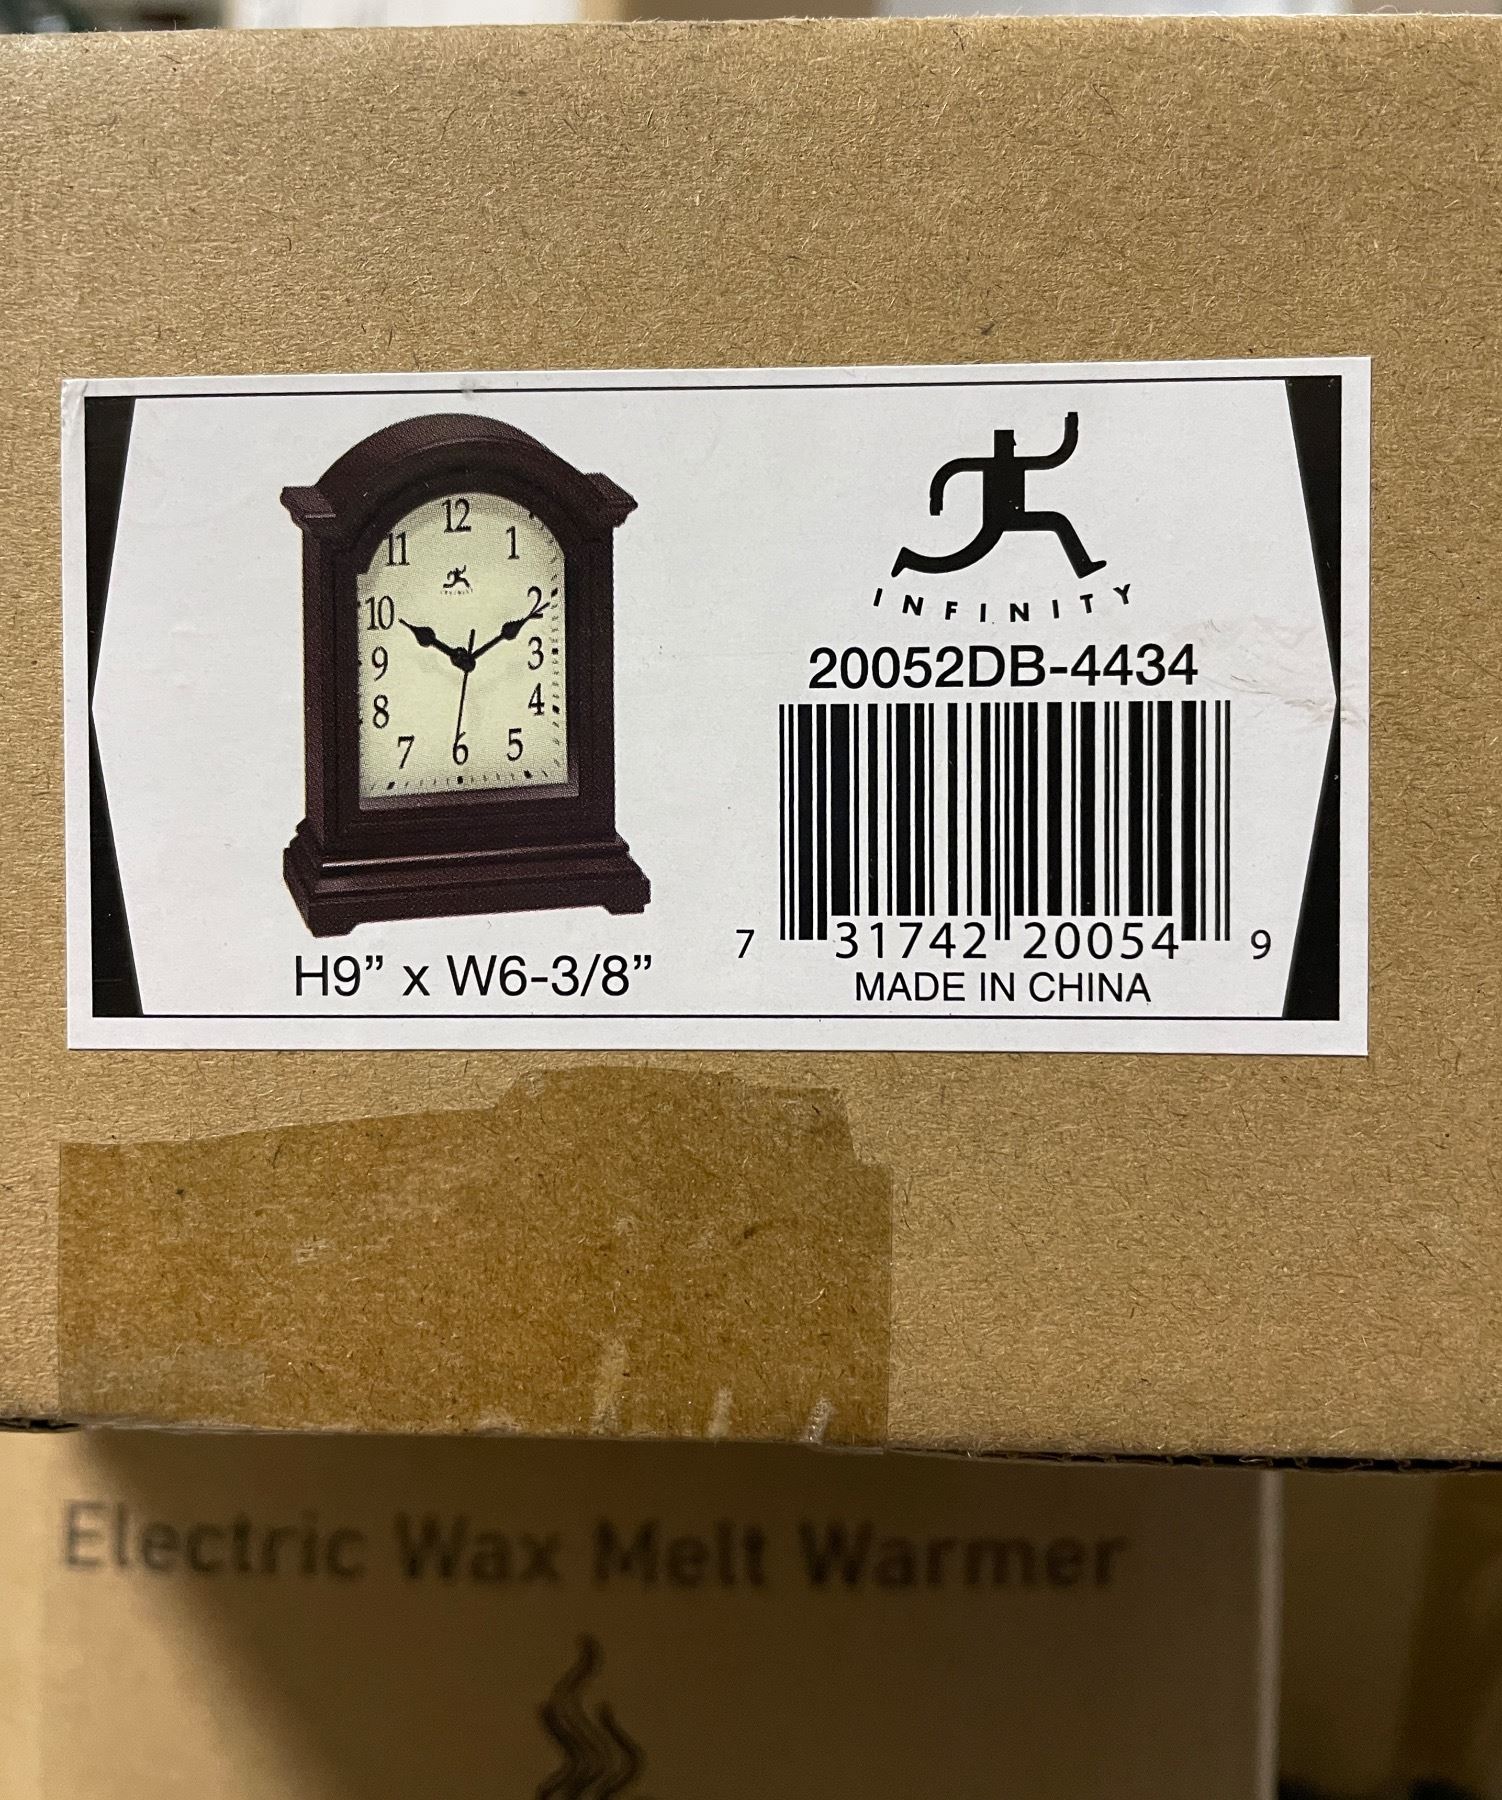 12
11
1
10
2
9
3
8
4
7
6
5
INFINITY
H9” x W6-3/8”
INFINITY
20052DB-4434
7 31742 20054 9
MADE IN CHINA
Electric Wax Melt Warmer